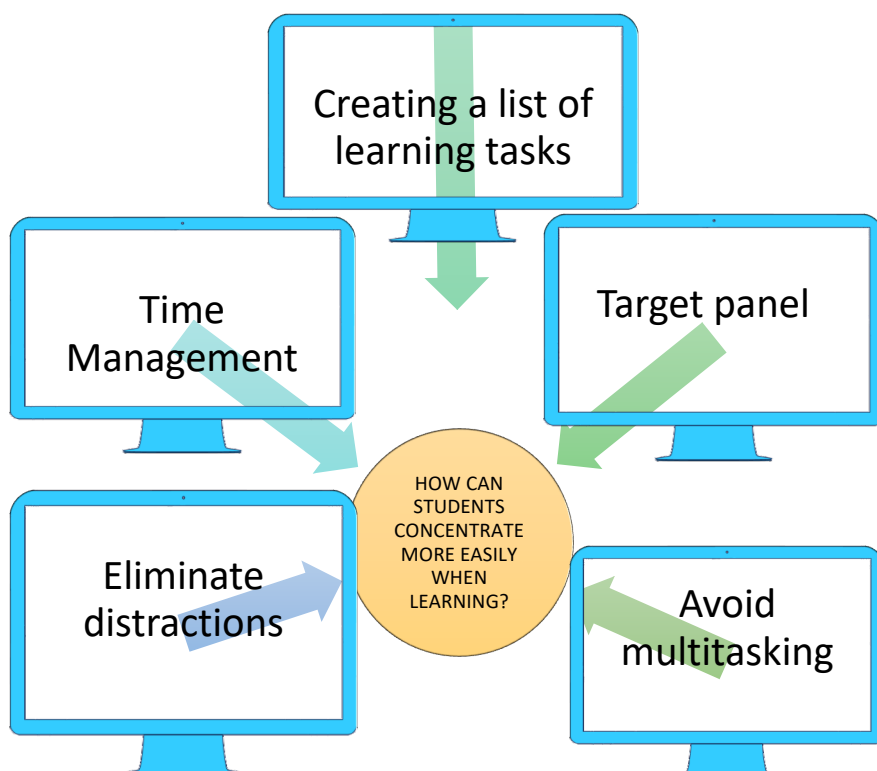 Creating a list of
learning tasks
Time
Management
Target panel
HOW CAN
STUDENTS
CONCENTRATE
MORE EASILY
WHEN
LEARNING?
Eliminate
distractions
Avoid
multitasking